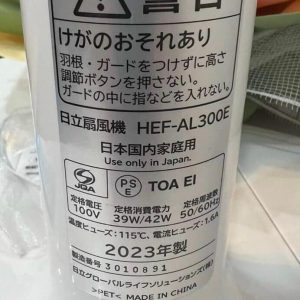 警告
けがのおそれあり
羽根・ガードをつけずに高さ
調節ボタンを押さない。
ガードの中に指などを入れない。
日立扇風機 HEF-AL300E
日本国内家庭用
Use only in Japan.
JQA
PS
E
TOA EI
定格電圧 定格消費電力 定格周波数
100V 39W/42W 50/60Hz
温度ヒューズ：115℃、電流ヒューズ：1.6A
2023年製
製造番号 3010891
日立グローバルライフソリューションズ(株)
>PET< MADE IN CHINA